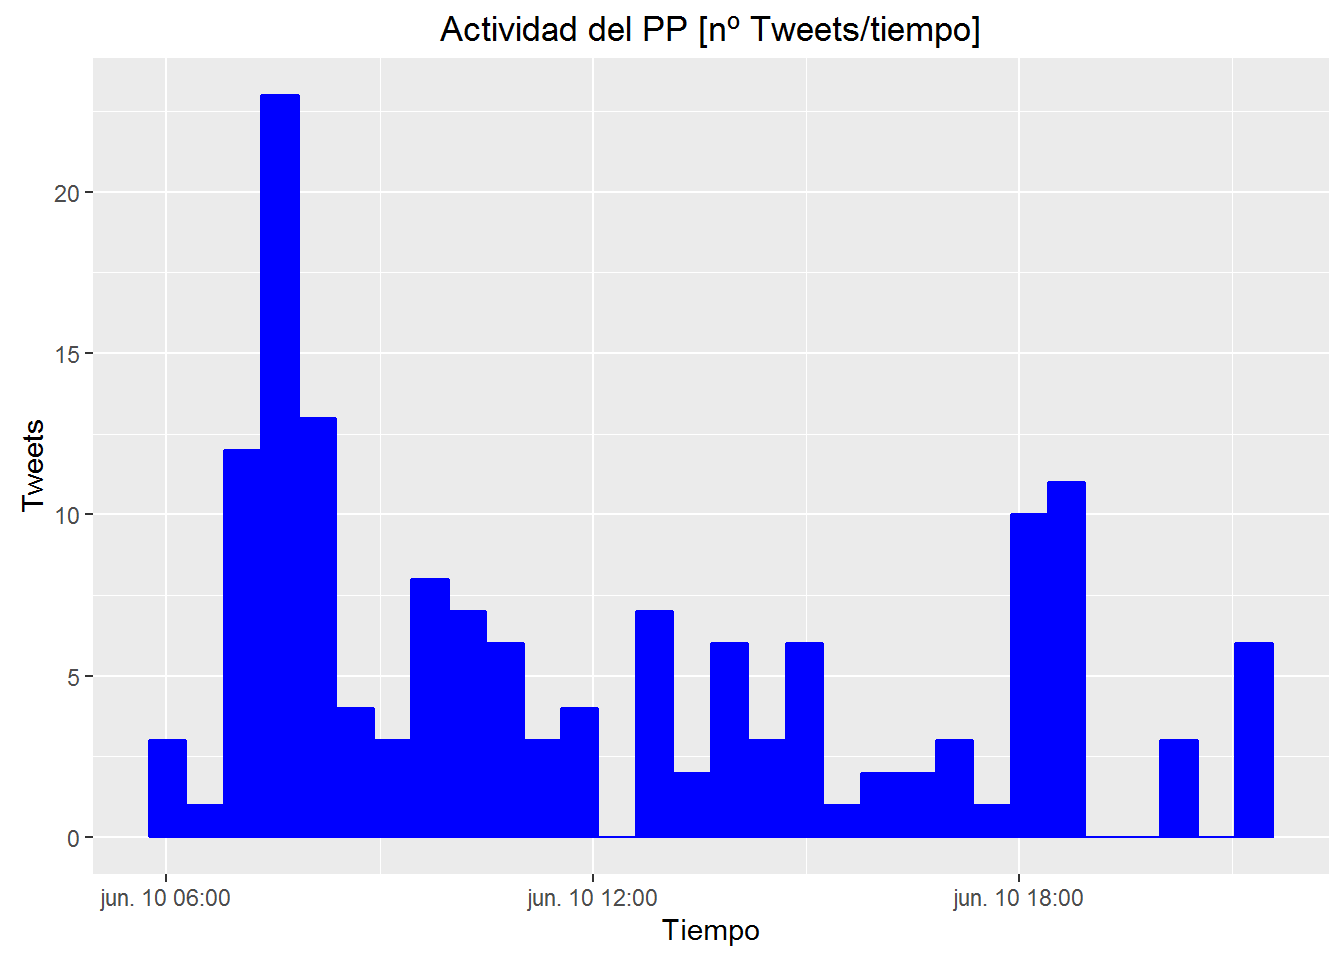 Actividad del PP [nº Tweets/tiempo]
Tweets
20
15
10
5
0
jun. 10 06:00
jun. 10 12:00
jun. 10 18:00
Tiempo